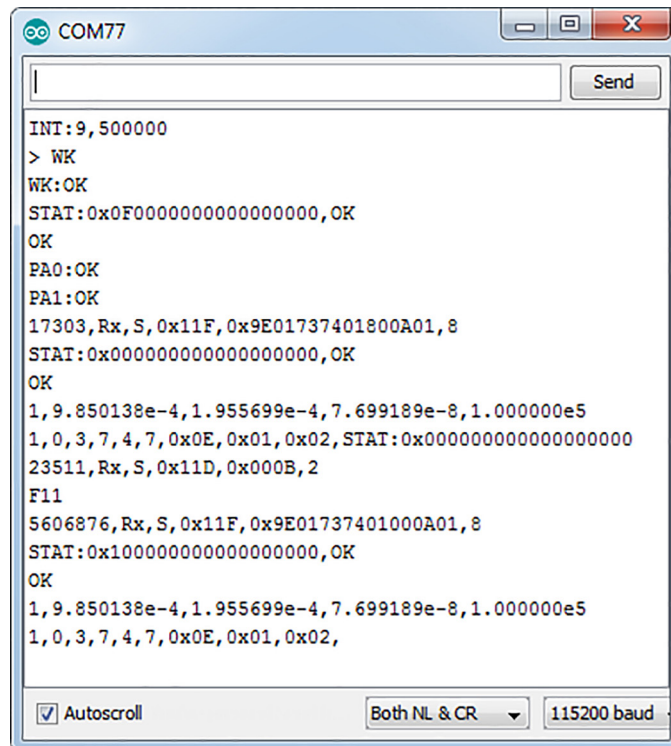 COM77
Send
INT:9,500000
> WK
WK:OK
STAT:0x0F0000000000000000,OK
OK
PA0:OK
PA1:OK
17303,Rx,S,0x11F,0x9E01737401800A01,8
STAT:0x000000000000000000,OK
OK
1,9.850138e-4,1.955699e-4,7.699189e-8,1.000000e5
1,0,3,7,4,7,0x0E,0x01,0x02,STAT:0x000000000000000000
23511,Rx,S,0x11D,0x000B,2
F11
5606876,Rx,S,0x11F,0x9E01737401000A01,8
STAT:0x100000000000000000,OK
OK
1,9.850138e-4,1.955699e-4,7.699189e-8,1.000000e5
1,0,3,7,4,7,0x0E,0x01,0x02,
Autoscroll Both NL & CR 115200 baud